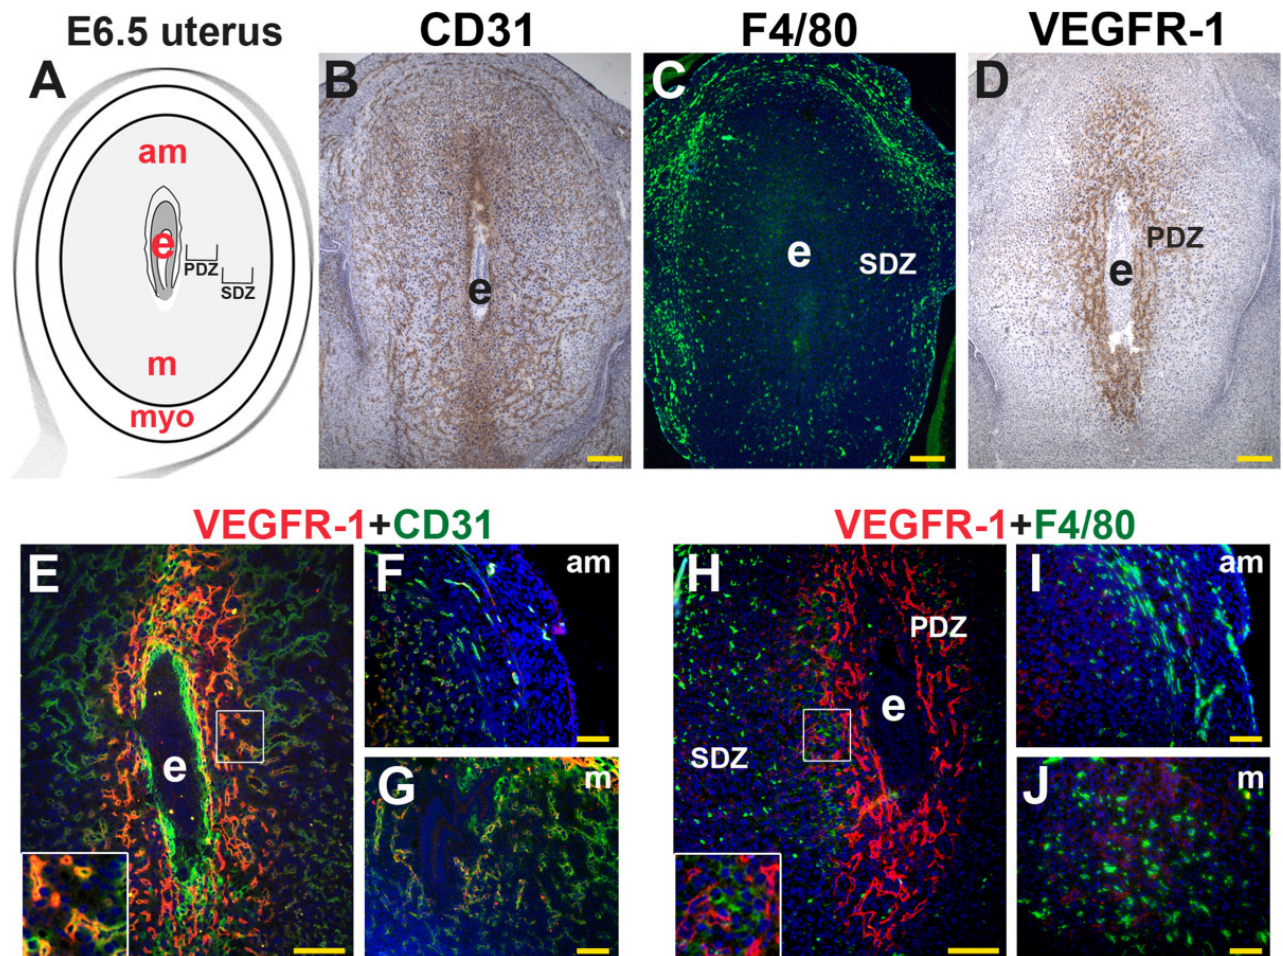 E6.5 uterus
CD31
F4/80
VEGFR-1
A
am
e
PDZ
SDZ
m
myo
B
e
C
e
SDZ
D
PDZ
e
VEGFR-1+CD31
VEGFR-1+F4/80
E
e
F
am
G
m
H
PDZ
e
SDZ
I
am
J
m